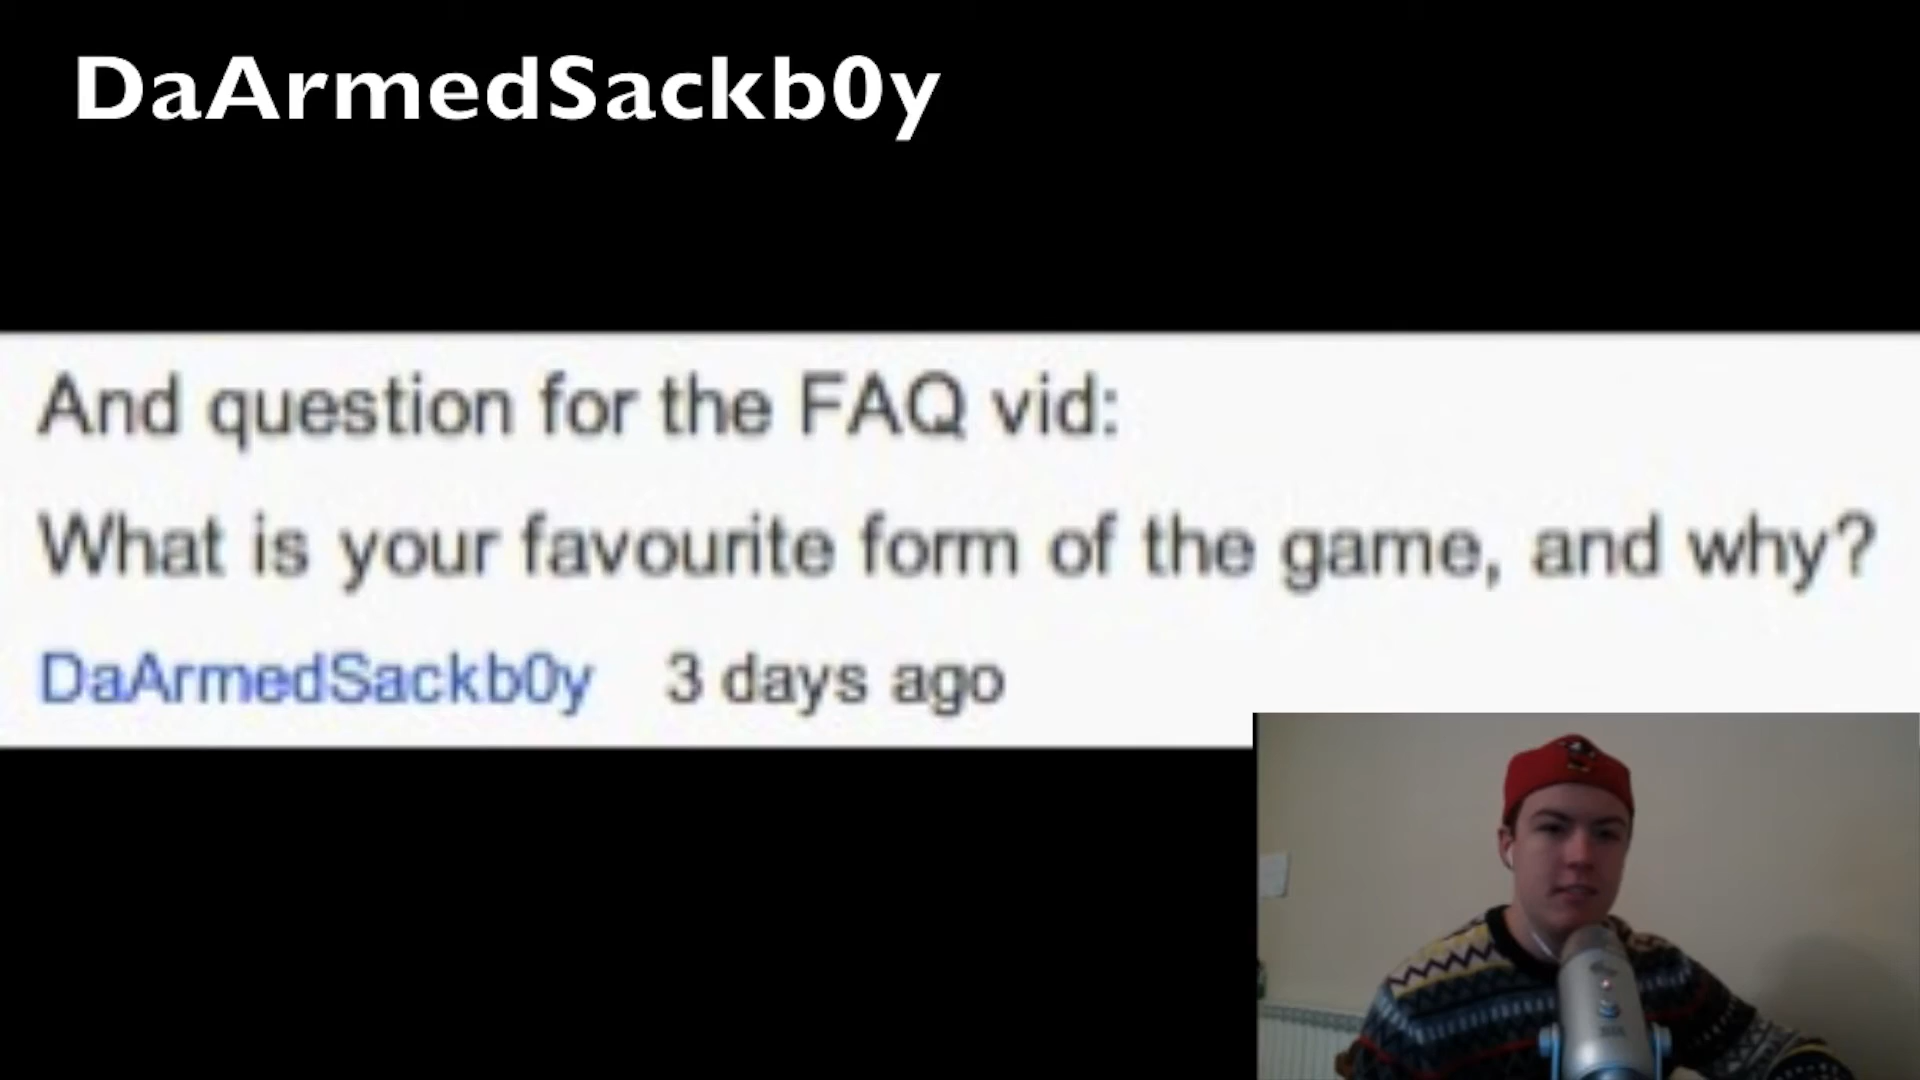 DaArmedSackb0y
And question for the FAQ vid:
What is your favourite form of the game, and why?
DaArmedSackb0y 3 days ago